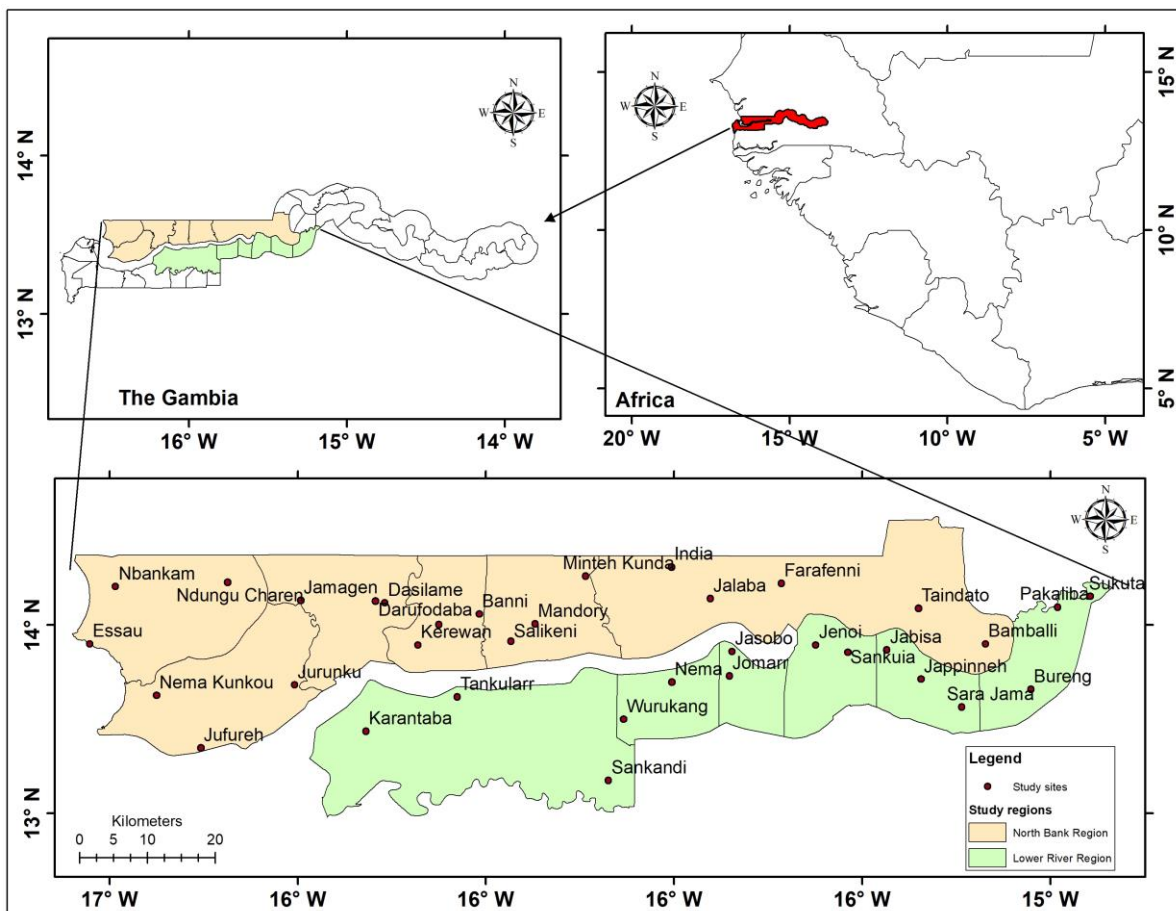 N
W
E
S
14° N
13° N
The Gambia
16° W
15° W
14° W
N
W
E
S
15° N
10° N
5° N
Africa
20° W
15° W
10° W
5° W
N
W
E
S
Nbankam
Ndungu Charen
Jamagen
Dasilame
Darufodaba
Banni
Minteh Kunda
India
Mandory
Jalaba
Farafenni
Taindato
Pakaliba
Sukuta
14° N
Essau
Kerewan
Salikeni
Jasobo
Jenoi
Jabisa
Bamballi
Nema Kunkou
Jurunku
Nema
Jomarr
Sankuia
Jappinneh
Bureng
Tankularr
Sara Jama
Karantaba
Wurukang
Jufureh
Sankandi
13° N
Kilometers
0 5 10 20
Legend
Study sites
Study regions
North Bank Region
Lower River Region
17° W
16° W
16° W
16° W
16° W
15° W